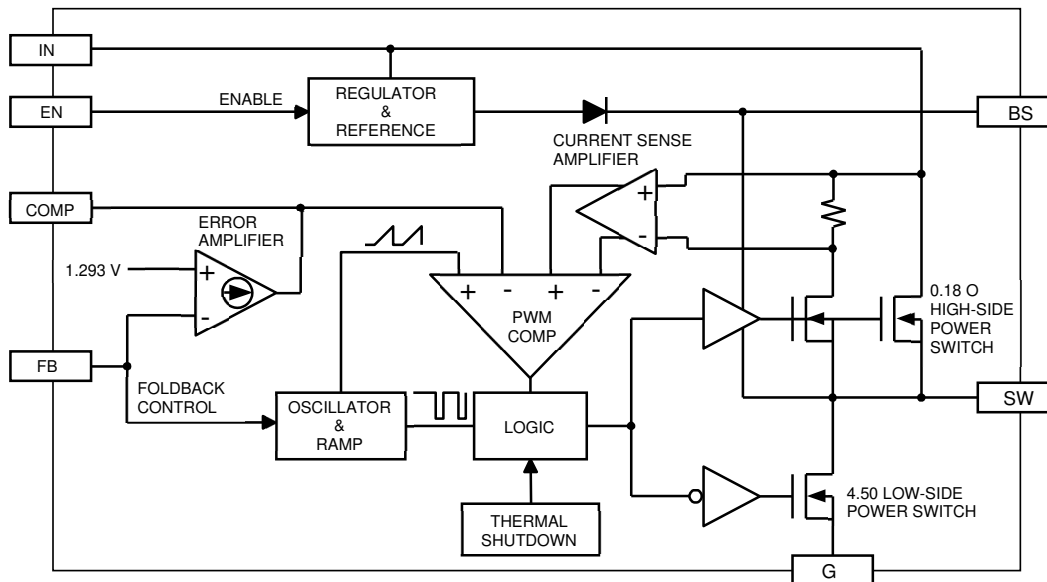 IN
EN
ENABLE
REGULATOR
&
REFERENCE
BS
CURRENT SENSE
AMPLIFIER
+
-
COMP
ERROR
AMPLIFIER
1.293 V
+
-
+
-
+
-
PWM
COMP
0.18 O
HIGH-SIDE
POWER
SWITCH
FB
FOLDBACK
CONTROL
OSCILLATOR
&
RAMP
LOGIC
SW
THERMAL
SHUTDOWN
4.50 LOW-SIDE
POWER SWITCH
G